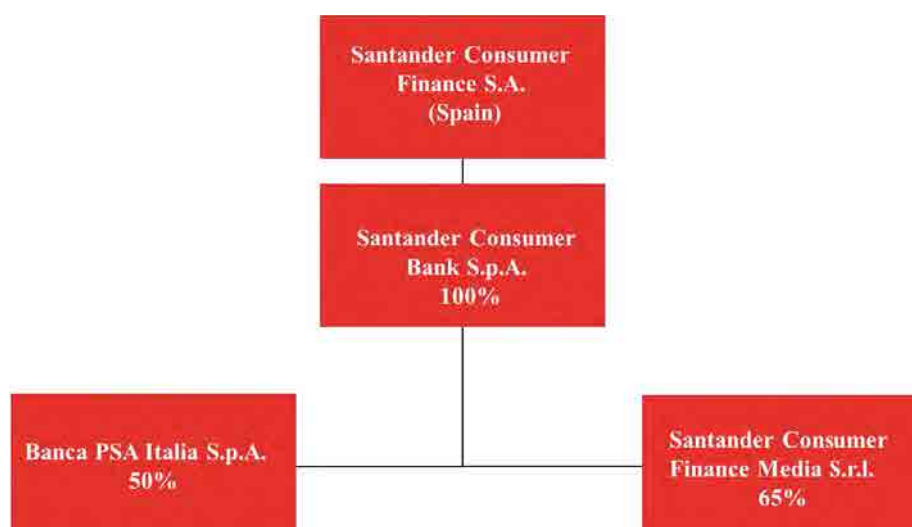 Santander Consumer
Finance S.A.
(Spain)
Santander Consumer
Bank S.p.A.
100%
Banca PSA Italia S.p.A.
50%
Santander Consumer
Finance Media S.r.l.
65%